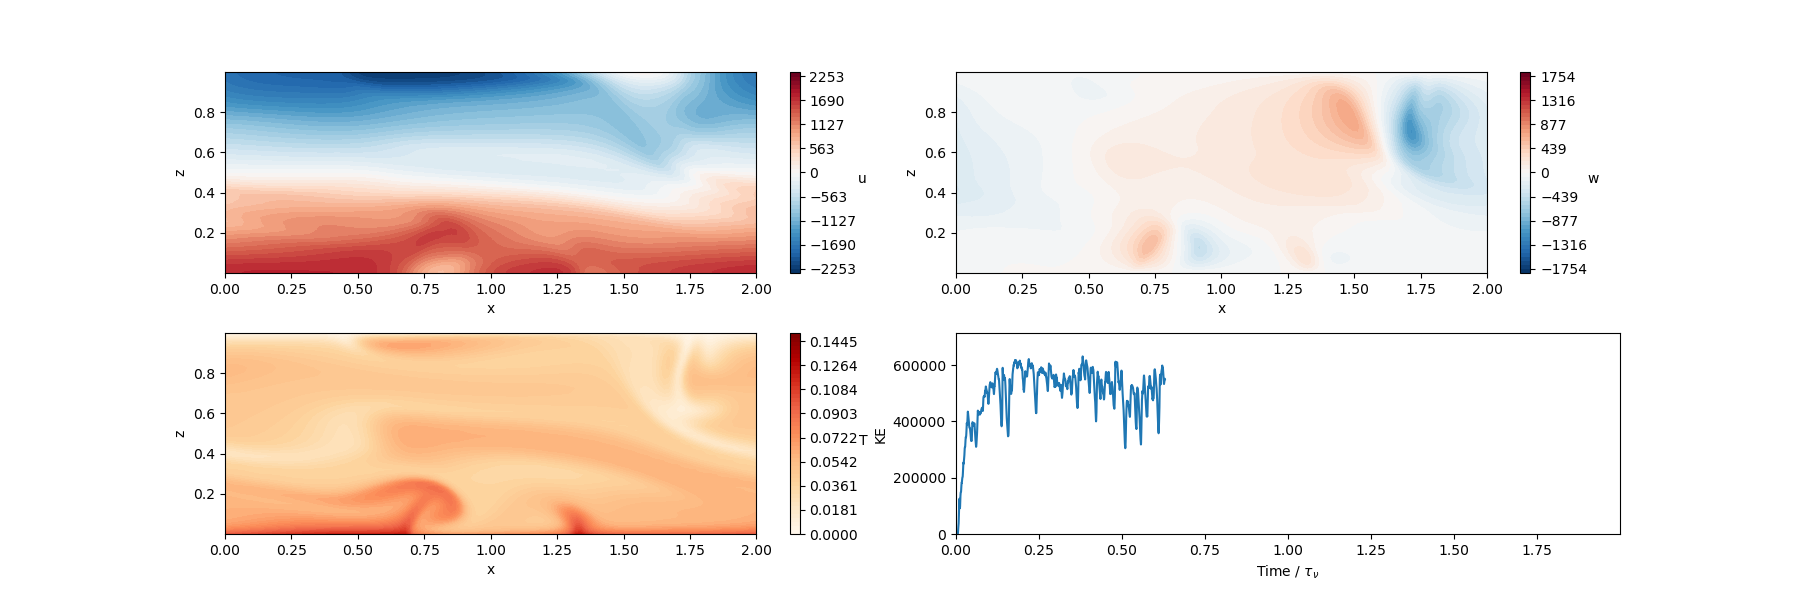 0.8
0.6
0.4
0.2
z
0.00 0.25 0.50 0.75 1.00 1.25 1.50 1.75 2.00
x
2253
1690
1127
563
0
−563
−1127
−1690
−2253
u
0.8
0.6
0.4
0.2
z
0.00 0.25 0.50 0.75 1.00 1.25 1.50 1.75 2.00
x
1754
1316
877
439
0
−439
−877
−1316
−1754
w
0.8
0.6
0.4
0.2
z
0.00 0.25 0.50 0.75 1.00 1.25 1.50 1.75 2.00
x
0.1445
0.1264
0.1084
0.0903
0.0722
0.0542
0.0361
0.0181
0.0000
T
KE
600000
400000
200000
0
0.00 0.25 0.50 0.75 1.00 1.25 1.50 1.75
Time / τν